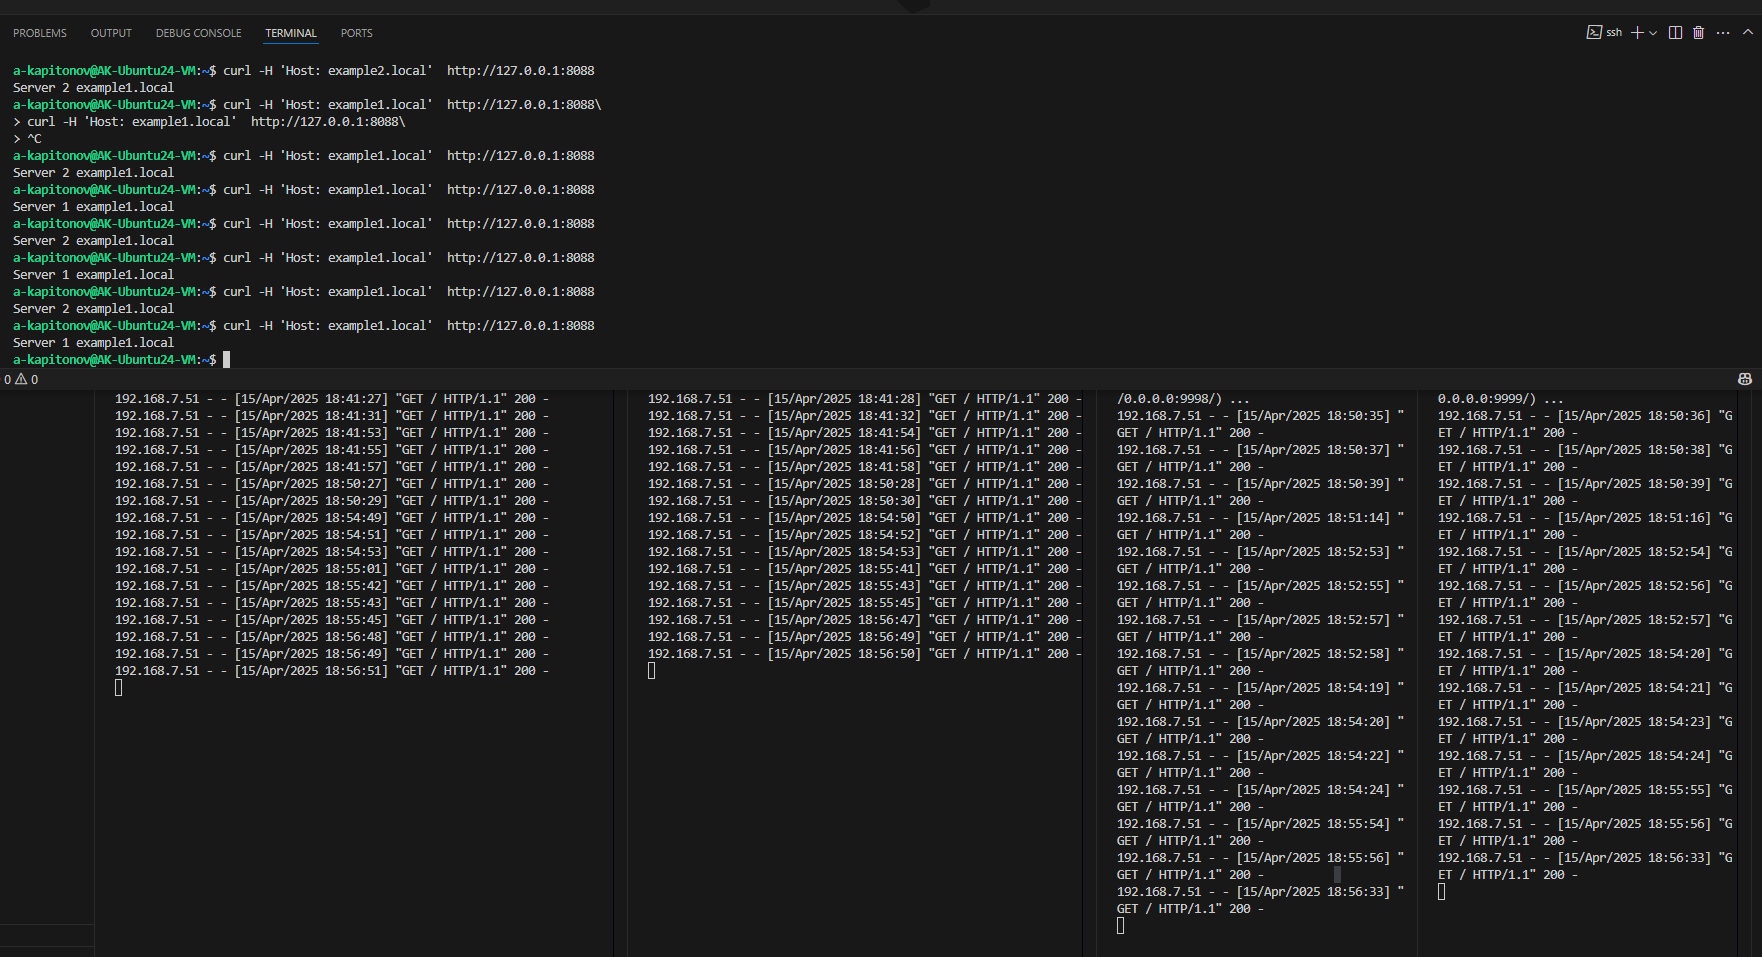 PROBLEMS OUTPUT DEBUG CONSOLE TERMINAL PORTS
ssh
a-kapitonov@AK-Ubuntu24-VM:~$ curl -H 'Host: example2.local'  http://127.0.0.1:8088
Server 2 example1.local
a-kapitonov@AK-Ubuntu24-VM:~$ curl -H 'Host: example1.local'  http://127.0.0.1:8088\
> curl -H 'Host: example1.local'  http://127.0.0.1:8088\
> ^C
a-kapitonov@AK-Ubuntu24-VM:~$ curl -H 'Host: example1.local'  http://127.0.0.1:8088
Server 2 example1.local
a-kapitonov@AK-Ubuntu24-VM:~$ curl -H 'Host: example1.local'  http://127.0.0.1:8088
Server 1 example1.local
a-kapitonov@AK-Ubuntu24-VM:~$ curl -H 'Host: example1.local'  http://127.0.0.1:8088
Server 2 example1.local
a-kapitonov@AK-Ubuntu24-VM:~$ curl -H 'Host: example1.local'  http://127.0.0.1:8088
Server 1 example1.local
a-kapitonov@AK-Ubuntu24-VM:~$ curl -H 'Host: example1.local'  http://127.0.0.1:8088
Server 2 example1.local
a-kapitonov@AK-Ubuntu24-VM:~$ curl -H 'Host: example1.local'  http://127.0.0.1:8088
Server 1 example1.local
a-kapitonov@AK-Ubuntu24-VM:~$
0 0
192.168.7.51 - - [15/Apr/2025 18:41:27] "GET / HTTP/1.1" 200 -
192.168.7.51 - - [15/Apr/2025 18:41:31] "GET / HTTP/1.1" 200 -
192.168.7.51 - - [15/Apr/2025 18:41:53] "GET / HTTP/1.1" 200 -
192.168.7.51 - - [15/Apr/2025 18:41:55] "GET / HTTP/1.1" 200 -
192.168.7.51 - - [15/Apr/2025 18:41:57] "GET / HTTP/1.1" 200 -
192.168.7.51 - - [15/Apr/2025 18:50:27] "GET / HTTP/1.1" 200 -
192.168.7.51 - - [15/Apr/2025 18:50:29] "GET / HTTP/1.1" 200 -
192.168.7.51 - - [15/Apr/2025 18:54:49] "GET / HTTP/1.1" 200 -
192.168.7.51 - - [15/Apr/2025 18:54:51] "GET / HTTP/1.1" 200 -
192.168.7.51 - - [15/Apr/2025 18:54:53] "GET / HTTP/1.1" 200 -
192.168.7.51 - - [15/Apr/2025 18:55:01] "GET / HTTP/1.1" 200 -
192.168.7.51 - - [15/Apr/2025 18:55:42] "GET / HTTP/1.1" 200 -
192.168.7.51 - - [15/Apr/2025 18:55:43] "GET / HTTP/1.1" 200 -
192.168.7.51 - - [15/Apr/2025 18:55:45] "GET / HTTP/1.1" 200 -
192.168.7.51 - - [15/Apr/2025 18:56:48] "GET / HTTP/1.1" 200 -
192.168.7.51 - - [15/Apr/2025 18:56:49] "GET / HTTP/1.1" 200 -
192.168.7.51 - - [15/Apr/2025 18:56:51] "GET / HTTP/1.1" 200 -
192.168.7.51 - - [15/Apr/2025 18:41:28] "GET / HTTP/1.1" 200 -
192.168.7.51 - - [15/Apr/2025 18:41:32] "GET / HTTP/1.1" 200 -
192.168.7.51 - - [15/Apr/2025 18:41:54] "GET / HTTP/1.1" 200 -
192.168.7.51 - - [15/Apr/2025 18:41:56] "GET / HTTP/1.1" 200 -
192.168.7.51 - - [15/Apr/2025 18:41:58] "GET / HTTP/1.1" 200 -
192.168.7.51 - - [15/Apr/2025 18:50:28] "GET / HTTP/1.1" 200 -
192.168.7.51 - - [15/Apr/2025 18:50:30] "GET / HTTP/1.1" 200 -
192.168.7.51 - - [15/Apr/2025 18:54:50] "GET / HTTP/1.1" 200 -
192.168.7.51 - - [15/Apr/2025 18:54:52] "GET / HTTP/1.1" 200 -
192.168.7.51 - - [15/Apr/2025 18:54:53] "GET / HTTP/1.1" 200 -
192.168.7.51 - - [15/Apr/2025 18:55:41] "GET / HTTP/1.1" 200 -
192.168.7.51 - - [15/Apr/2025 18:55:43] "GET / HTTP/1.1" 200 -
192.168.7.51 - - [15/Apr/2025 18:55:45] "GET / HTTP/1.1" 200 -
192.168.7.51 - - [15/Apr/2025 18:56:47] "GET / HTTP/1.1" 200 -
192.168.7.51 - - [15/Apr/2025 18:56:49] "GET / HTTP/1.1" 200 -
192.168.7.51 - - [15/Apr/2025 18:56:50] "GET / HTTP/1.1" 200 -
/0.0.0.0:9998/) ...
192.168.7.51 - - [15/Apr/2025 18:50:35] "
GET / HTTP/1.1" 200 -
192.168.7.51 - - [15/Apr/2025 18:50:37] "
GET / HTTP/1.1" 200 -
192.168.7.51 - - [15/Apr/2025 18:50:39] "
GET / HTTP/1.1" 200 -
192.168.7.51 - - [15/Apr/2025 18:51:14] "
GET / HTTP/1.1" 200 -
192.168.7.51 - - [15/Apr/2025 18:52:53] "
GET / HTTP/1.1" 200 -
192.168.7.51 - - [15/Apr/2025 18:52:55] "
GET / HTTP/1.1" 200 -
192.168.7.51 - - [15/Apr/2025 18:52:57] "
GET / HTTP/1.1" 200 -
192.168.7.51 - - [15/Apr/2025 18:52:58] "
GET / HTTP/1.1" 200 -
192.168.7.51 - - [15/Apr/2025 18:54:19] "
GET / HTTP/1.1" 200 -
192.168.7.51 - - [15/Apr/2025 18:54:20] "
GET / HTTP/1.1" 200 -
192.168.7.51 - - [15/Apr/2025 18:54:22] "
GET / HTTP/1.1" 200 -
192.168.7.51 - - [15/Apr/2025 18:54:24] "
GET / HTTP/1.1" 200 -
192.168.7.51 - - [15/Apr/2025 18:55:54] "
GET / HTTP/1.1" 200 -
192.168.7.51 - - [15/Apr/2025 18:55:56] "
GET / HTTP/1.1" 200 -
192.168.7.51 - - [15/Apr/2025 18:56:33] "
GET / HTTP/1.1" 200 -
0.0.0.0:9999/) ...
192.168.7.51 - - [15/Apr/2025 18:50:36] "G
ET / HTTP/1.1" 200 -
192.168.7.51 - - [15/Apr/2025 18:50:38] "G
ET / HTTP/1.1" 200 -
192.168.7.51 - - [15/Apr/2025 18:50:39] "G
ET / HTTP/1.1" 200 -
192.168.7.51 - - [15/Apr/2025 18:51:16] "G
ET / HTTP/1.1" 200 -
192.168.7.51 - - [15/Apr/2025 18:52:54] "G
ET / HTTP/1.1" 200 -
192.168.7.51 - - [15/Apr/2025 18:52:56] "G
ET / HTTP/1.1" 200 -
192.168.7.51 - - [15/Apr/2025 18:52:57] "G
ET / HTTP/1.1" 200 -
192.168.7.51 - - [15/Apr/2025 18:54:20] "G
ET / HTTP/1.1" 200 -
192.168.7.51 - - [15/Apr/2025 18:54:21] "G
ET / HTTP/1.1" 200 -
192.168.7.51 - - [15/Apr/2025 18:54:23] "G
ET / HTTP/1.1" 200 -
192.168.7.51 - - [15/Apr/2025 18:54:24] "G
ET / HTTP/1.1" 200 -
192.168.7.51 - - [15/Apr/2025 18:55:55] "G
ET / HTTP/1.1" 200 -
192.168.7.51 - - [15/Apr/2025 18:55:56] "G
ET / HTTP/1.1" 200 -
192.168.7.51 - - [15/Apr/2025 18:56:33] "G
ET / HTTP/1.1" 200 -